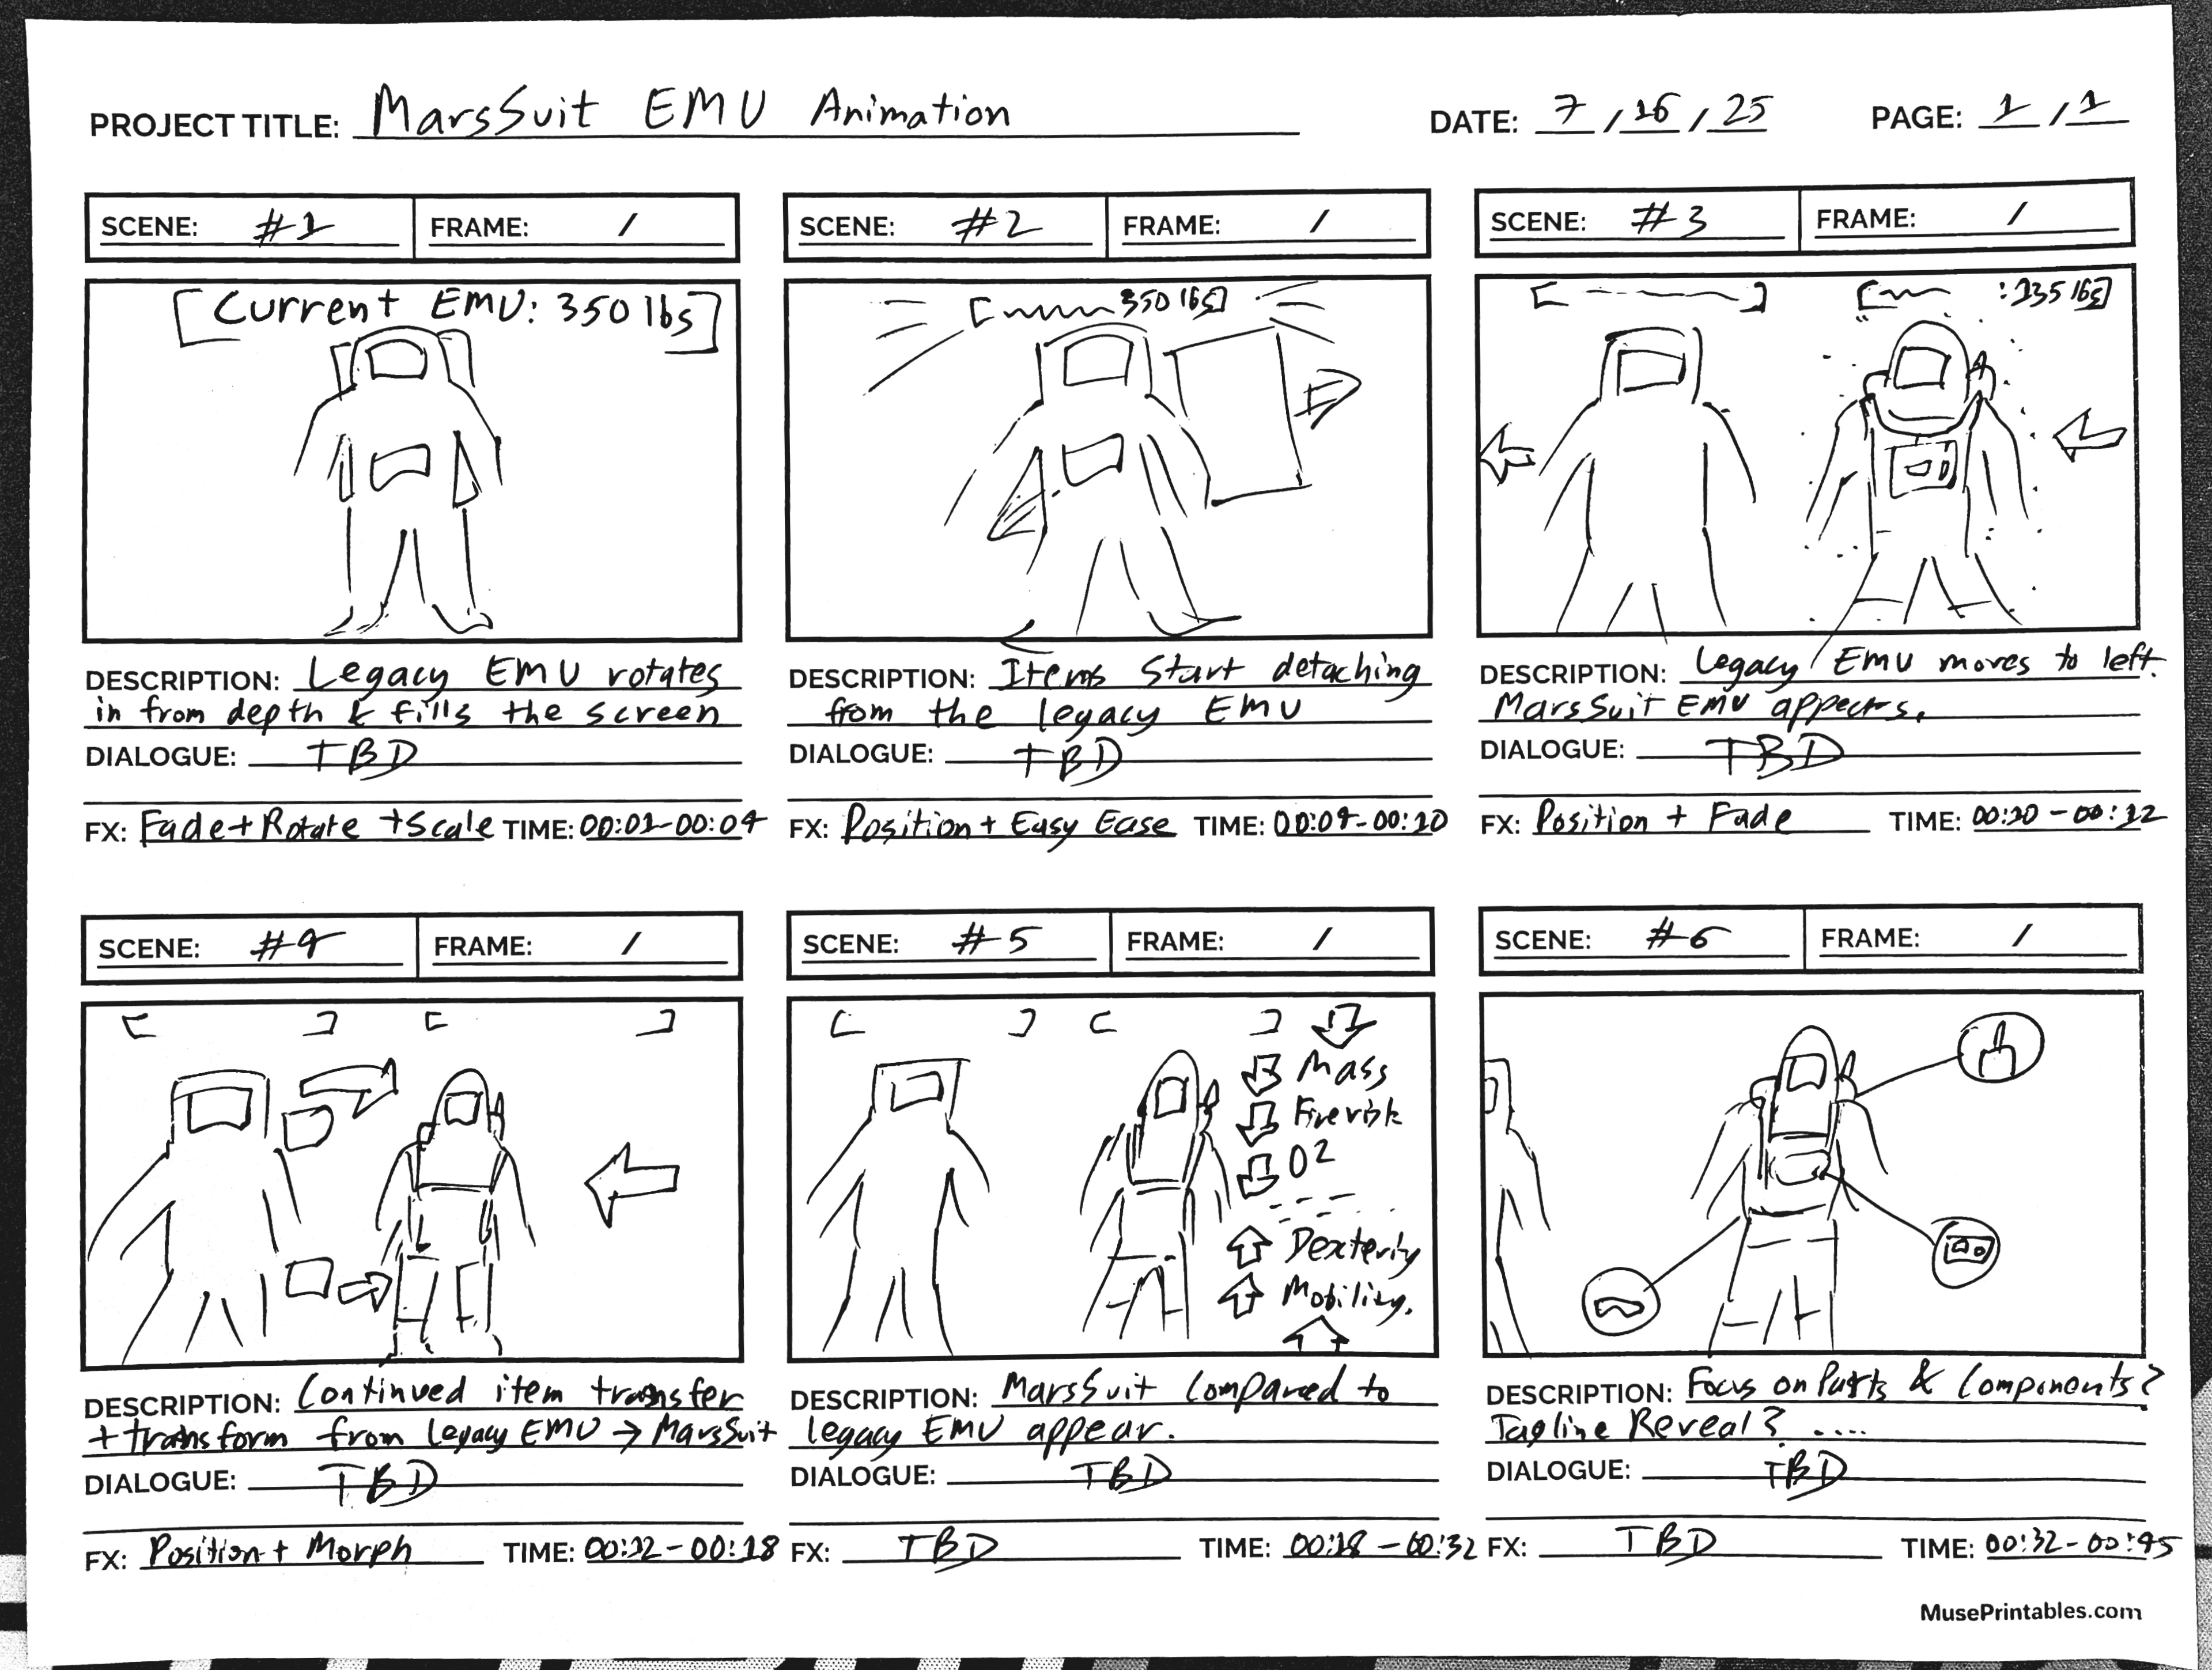 PROJECT TITLE: MarsSuit EMU Animation
DATE: 7/16/25
PAGE: 1/1
SCENE: #1 FRAME: /
SCENE: #2 FRAME: /
SCENE: #3 FRAME: /
[Current EMU: 350 lbs]
350 lbs]
: 135 lbs]
DESCRIPTION: Legacy EMU rotates
in from depth & fills the screen
DIALOGUE: TBD
FX: Fade + Rotate + Scale TIME: 00:01-00:04
DESCRIPTION: Items Start detaching
from the legacy EMU
DIALOGUE: TBD
FX: Position + Easy Ease TIME: 00:04-00:10
DESCRIPTION: Legacy EMU moves to left.
MarsSuit EMU appears.
DIALOGUE: TBD
FX: Position + Fade TIME: 00:10-00:12
SCENE: #4 FRAME: /
SCENE: #5 FRAME: /
SCENE: #6 FRAME: /
Mass
Fire risk
O2
Dexterity
Mobility.
DESCRIPTION: Continued item transfer
+ transform from Legacy EMU → MarsSuit
DIALOGUE: TBD
FX: Position + Morph TIME: 00:12-00:18
DESCRIPTION: MarsSuit Compared to
legacy EMU appear.
DIALOGUE: TBD
FX: TBD TIME: 00:18-00:32
DESCRIPTION: Focus on Parts & Components?
Tagline Reveal? ....
DIALOGUE: TBD
FX: TBD TIME: 00:32-00:45
MusePrintables.com